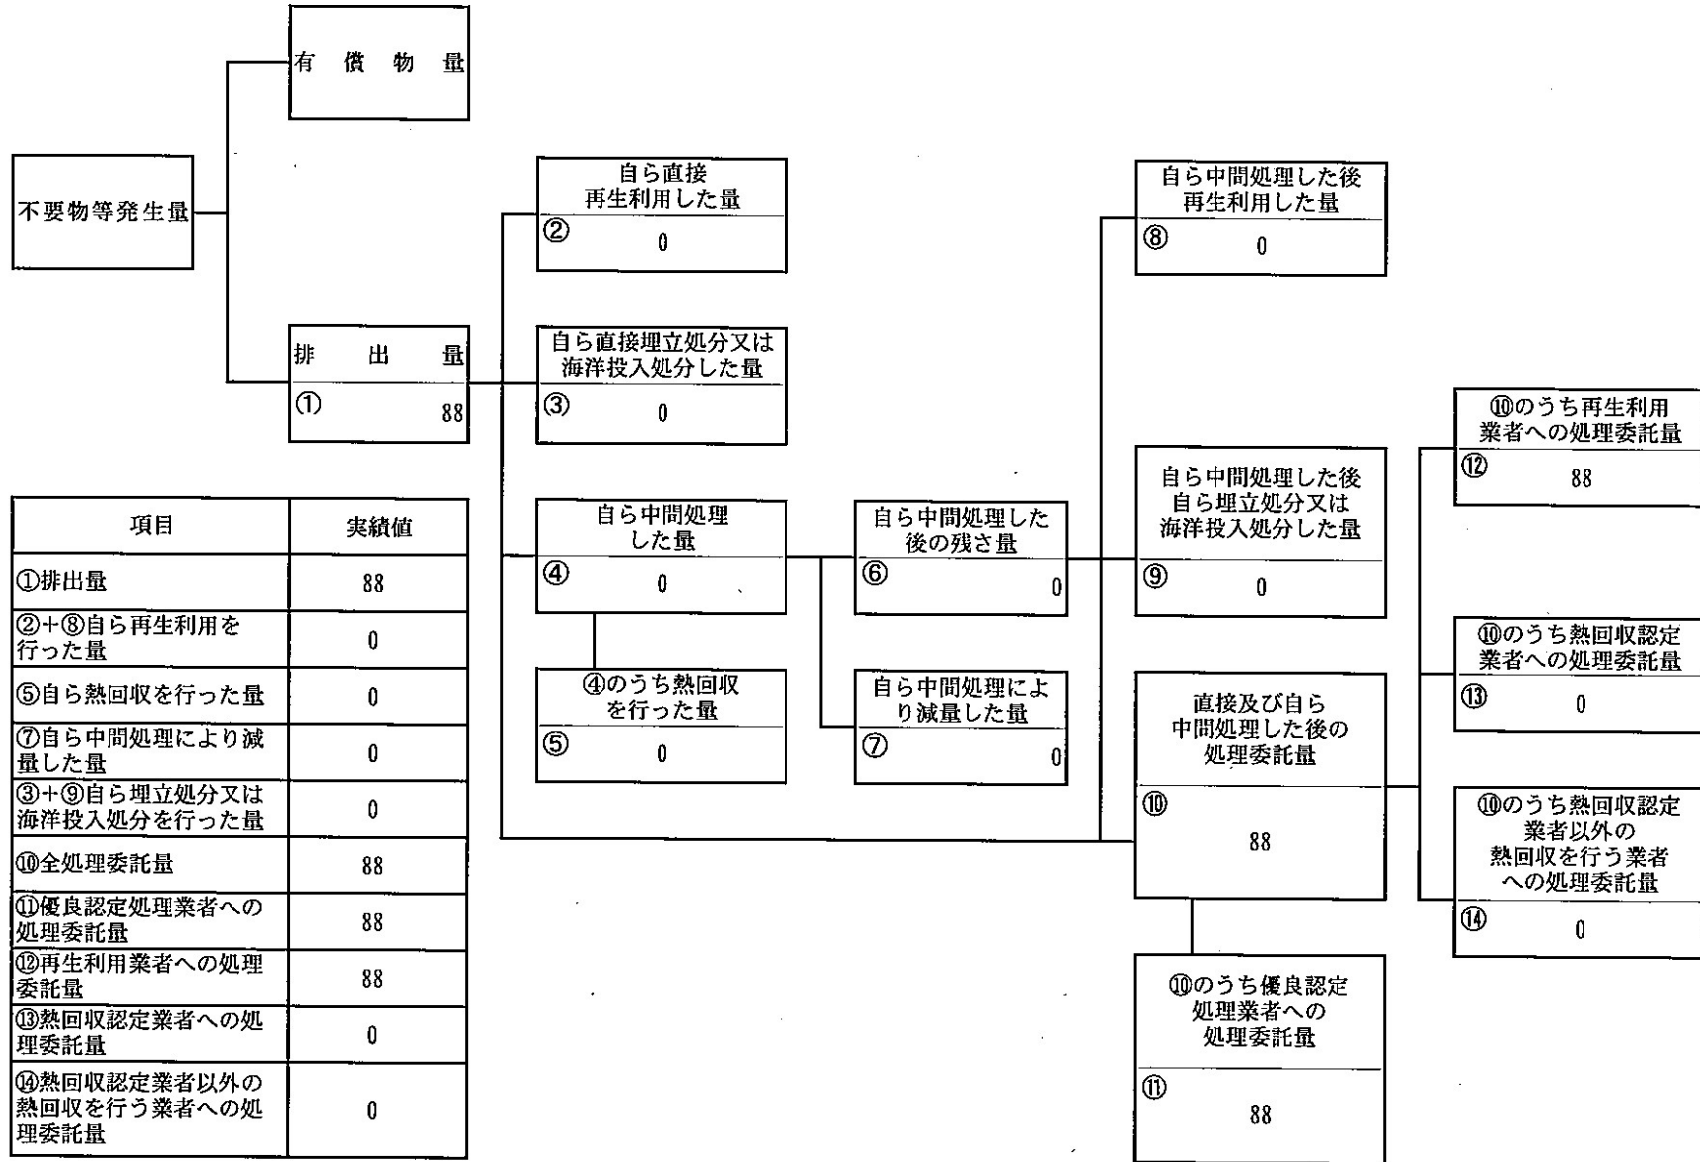 有償物量
不要物等発生量
排出量
①
88
自ら直接
再生利用した量
②
0
自ら直接埋立処分又は
海洋投入処分した量
③
0
自ら中間処理
した量
④
0
④のうち熱回収
を行った量
⑤
0
自ら中間処理した
後の残さ量
⑥
0
自ら中間処理によ
り減量した量
⑦
0
自ら中間処理した後
再生利用した量
⑧
0
自ら中間処理した後
自ら埋立処分又は
海洋投入処分した量
⑨
0
直接及び自ら
中間処理した後の
処理委託量
⑩
88
⑩のうち優良認定
処理業者への
処理委託量
⑪
88
⑩のうち再生利用
業者への処理委託量
⑫
88
⑩のうち熱回収認定
業者への処理委託量
⑬
0
⑩のうち熱回収認定
業者以外の
熱回収を行う業者
への処理委託量
⑭
0
項目 実績値
①排出量 88
②+⑧自ら再生利用を
行った量
0
⑤自ら熱回収を行った量 0
⑦自ら中間処理により減
量した量
0
③+⑨自ら埋立処分又は
海洋投入処分を行った量
0
⑩全処理委託量 88
⑪優良認定処理業者への
処理委託量
88
⑫再生利用業者への処理
委託量
88
⑬熱回収認定業者への処
理委託量
0
⑭熱回収認定業者以外の
熱回収を行う業者への処
理委託量
0